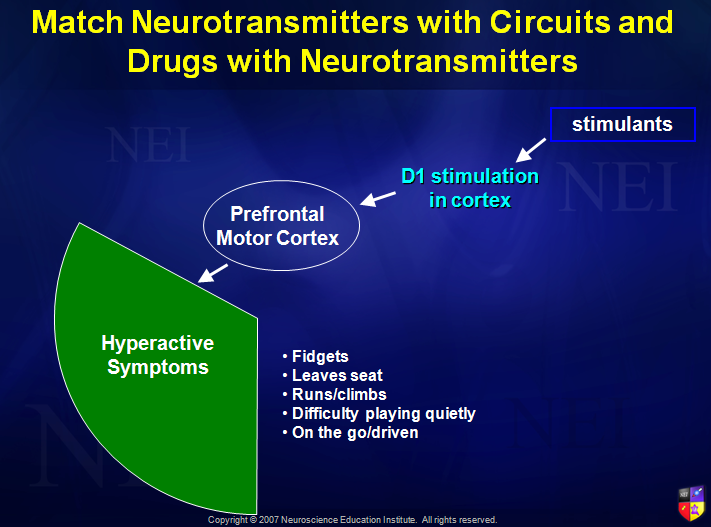 Match Neurotransmitters with Circuits and
Drugs with Neurotransmitters
NEI
stimulants
D1 stimulation
in cortex
NEI
Prefrontal
Motor Cortex
Hyperactive
Symptoms
• Fidgets
• Leaves seat
• Runs/climbs
• Difficulty playing quietly
• On the go/driven
NEI
NEI
Copyright © 2007 Neuroscience Education Institute. All rights reserved.